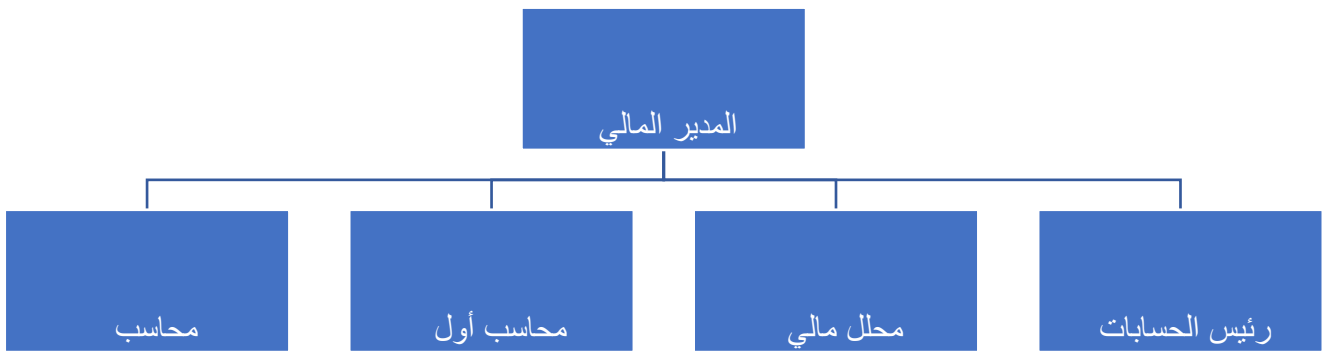 المدير المالي
رئيس الحسابات
محلل مالي
محاسب أول
محاسب